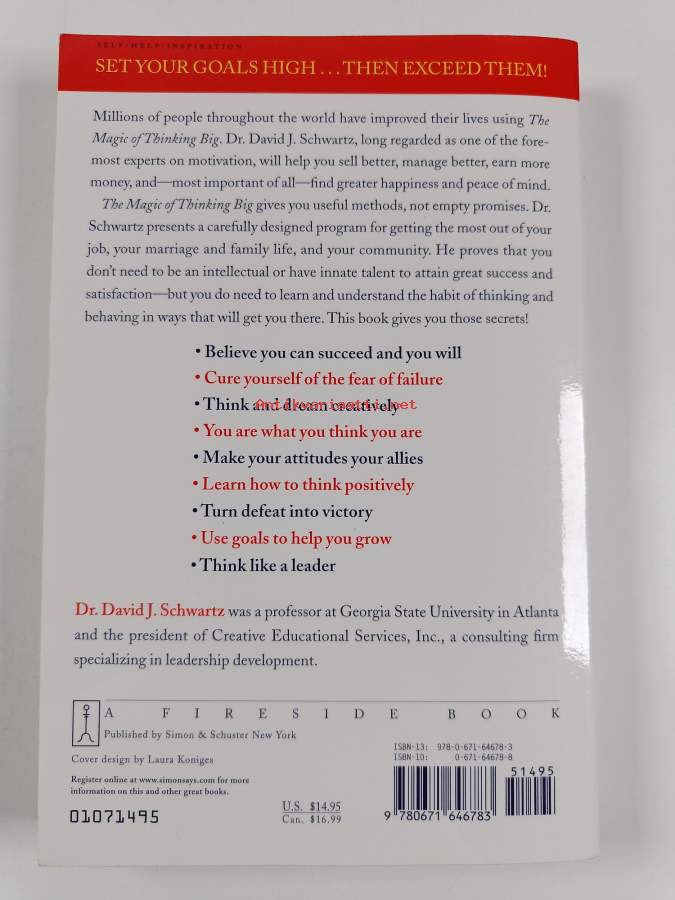 SELF-HELP/INSPIRATION
SET YOUR GOALS HIGH . . . THEN EXCEED THEM!
Millions of people throughout the world have improved their lives using The
Magic of Thinking Big. Dr. David J. Schwartz, long regarded as one of the fore-
most experts on motivation, will help you sell better, manage better, earn more
money, and—most important of all—find greater happiness and peace of mind.
The Magic of Thinking Big gives you useful methods, not empty promises. Dr.
Schwartz presents a carefully designed program for getting the most out of your
job, your marriage and family life, and your community. He proves that you
don't need to be an intellectual or have innate talent to attain great success and
satisfaction—but you do need to learn and understand the habit of thinking and
behaving in ways that will get you there. This book gives you those secrets!
• Believe you can succeed and you will
• Cure yourself of the fear of failure
• Think and dream creatively
Antikvariaatti.net
• You are what you think you are
• Make your attitudes your allies
• Learn how to think positively
• Turn defeat into victory
• Use goals to help you grow
• Think like a leader
Dr. David J. Schwartz was a professor at Georgia State University in Atlanta
and the president of Creative Educational Services, Inc., a consulting firm
specializing in leadership development.
A FIRESIDE BOOK
Published by Simon & Schuster New York
Cover design by Laura Koniges
Register online at www.simonsays.com for more
information on this and other great books.
01071495
U.S. $14.95
Can. $16.99
ISBN-13: 978-0-671-64678-3
ISBN-10: 0-671-64678-8
51495
9 780671 646783